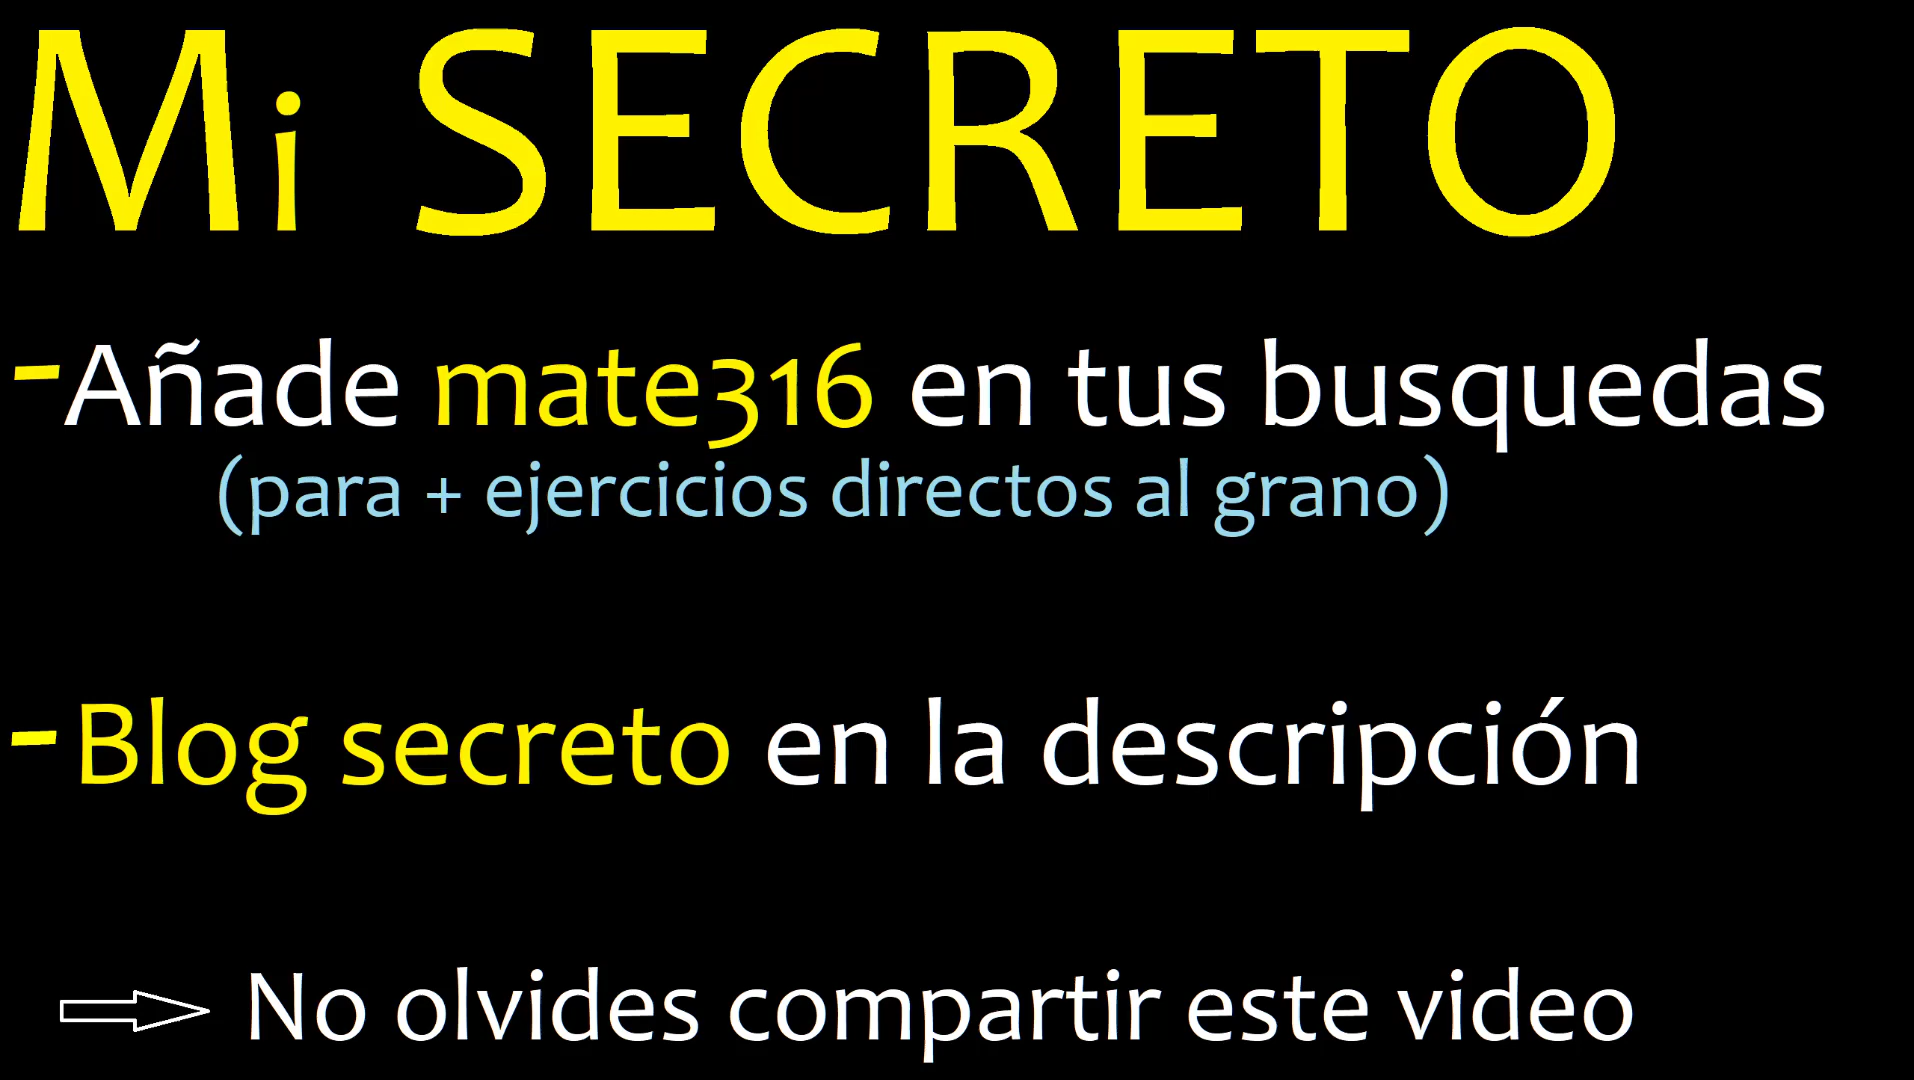 Mi SECRETO
-Añade mate316 en tus busquedas
(para + ejercicios directos al grano)
-Blog secreto en la descripción
No olvides compartir este video